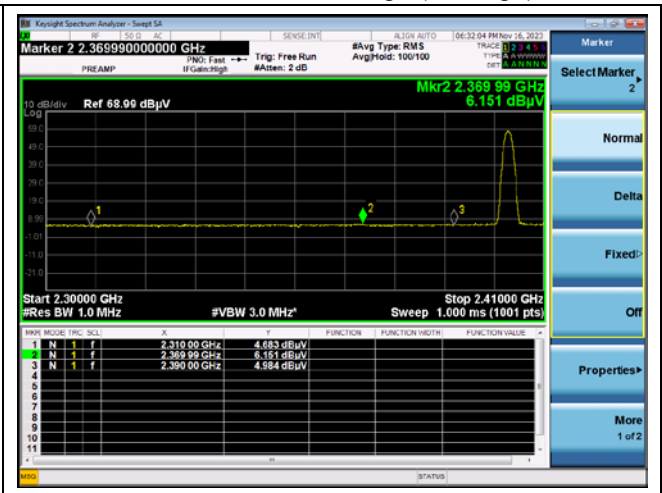 Keysight Spectrum Analyzer - Swept SA
RF 50 Ω AC SENSE:INT ALIGN AUTO 06:32:04 PM Nov 16, 2023
Marker 2 2.369990000000 GHz
PREAMP
PNO: Fast
IFGain:High
Trig: Free Run
#Atten: 2 dB
#Avg Type: RMS
Avg|Hold: 100/100
TRACE 1 2 3 4 5 6
TYPE
DET A A N N N N
Mkr2 2.369 99 GHz
6.151 dBµV
10 dB/div Ref 68.99 dBµV
Log
59.0
49.0
39.0
29.0
19.0
8.99
-1.01
-11.0
-21.0
1
2
3
Start 2.30000 GHz Stop 2.41000 GHz
#Res BW 1.0 MHz #VBW 3.0 MHz* Sweep 1.000 ms (1001 pts)
MKR MODE TRC SCL X Y FUNCTION FUNCTION WIDTH FUNCTION VALUE
1 N 1 f 2.310 00 GHz 4.683 dBµV
2 N 1 f 2.369 99 GHz 6.151 dBµV
3 N 1 f 2.390 00 GHz 4.984 dBµV
4
5
6
7
8
9
10
11
MSG STATUS
Marker
Select Marker
2
Normal
Delta
Fixed
Off
Properties
More
1 of 2